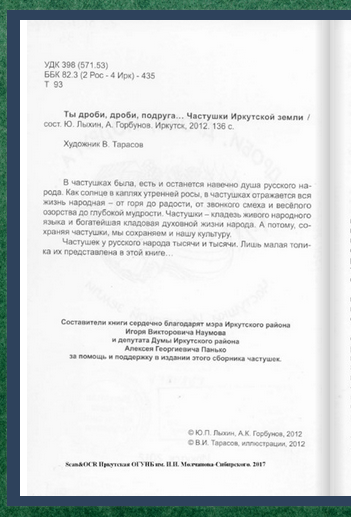 УДК 398 (571.53)
ББК 82.3 (2 Рос - 4 Ирк) - 435
Т 93
Ты дроби, дроби, подруга... Частушки Иркутской земли /
сост. Ю. Лыхин, А. Горбунов. Иркутск, 2012. 136 с.
Художник В. Тарасов
В частушках была, есть и останется навечно душа русского на-
рода. Как солнце в каплях утренней росы, в частушках отражается вся
жизнь народная – от горя до радости, от звонкого смеха и весёлого
озорства до глубокой мудрости. Частушки – кладезь живого народного
языка и богатейшая кладовая духовной жизни народа. А потому, со-
храняя частушки, мы сохраняем и нашу культуру.
Частушек у русского народа тысячи и тысячи. Лишь малая толи-
ка их представлена в этой книге...
Составители книги сердечно благодарят мэра Иркутского района
Игоря Викторовича Наумова
и депутата Думы Иркутского района
Алексея Георгиевича Панько
за помощь и поддержку в издании этого сборника частушек.
© Ю.П. Лыхин, А.К. Горбунов, 2012
© В.И. Тарасов, иллюстрации, 2012
Scan&OCR Иркутская ОГУНБ им. И.И. Молчанова-Сибирского. 2017